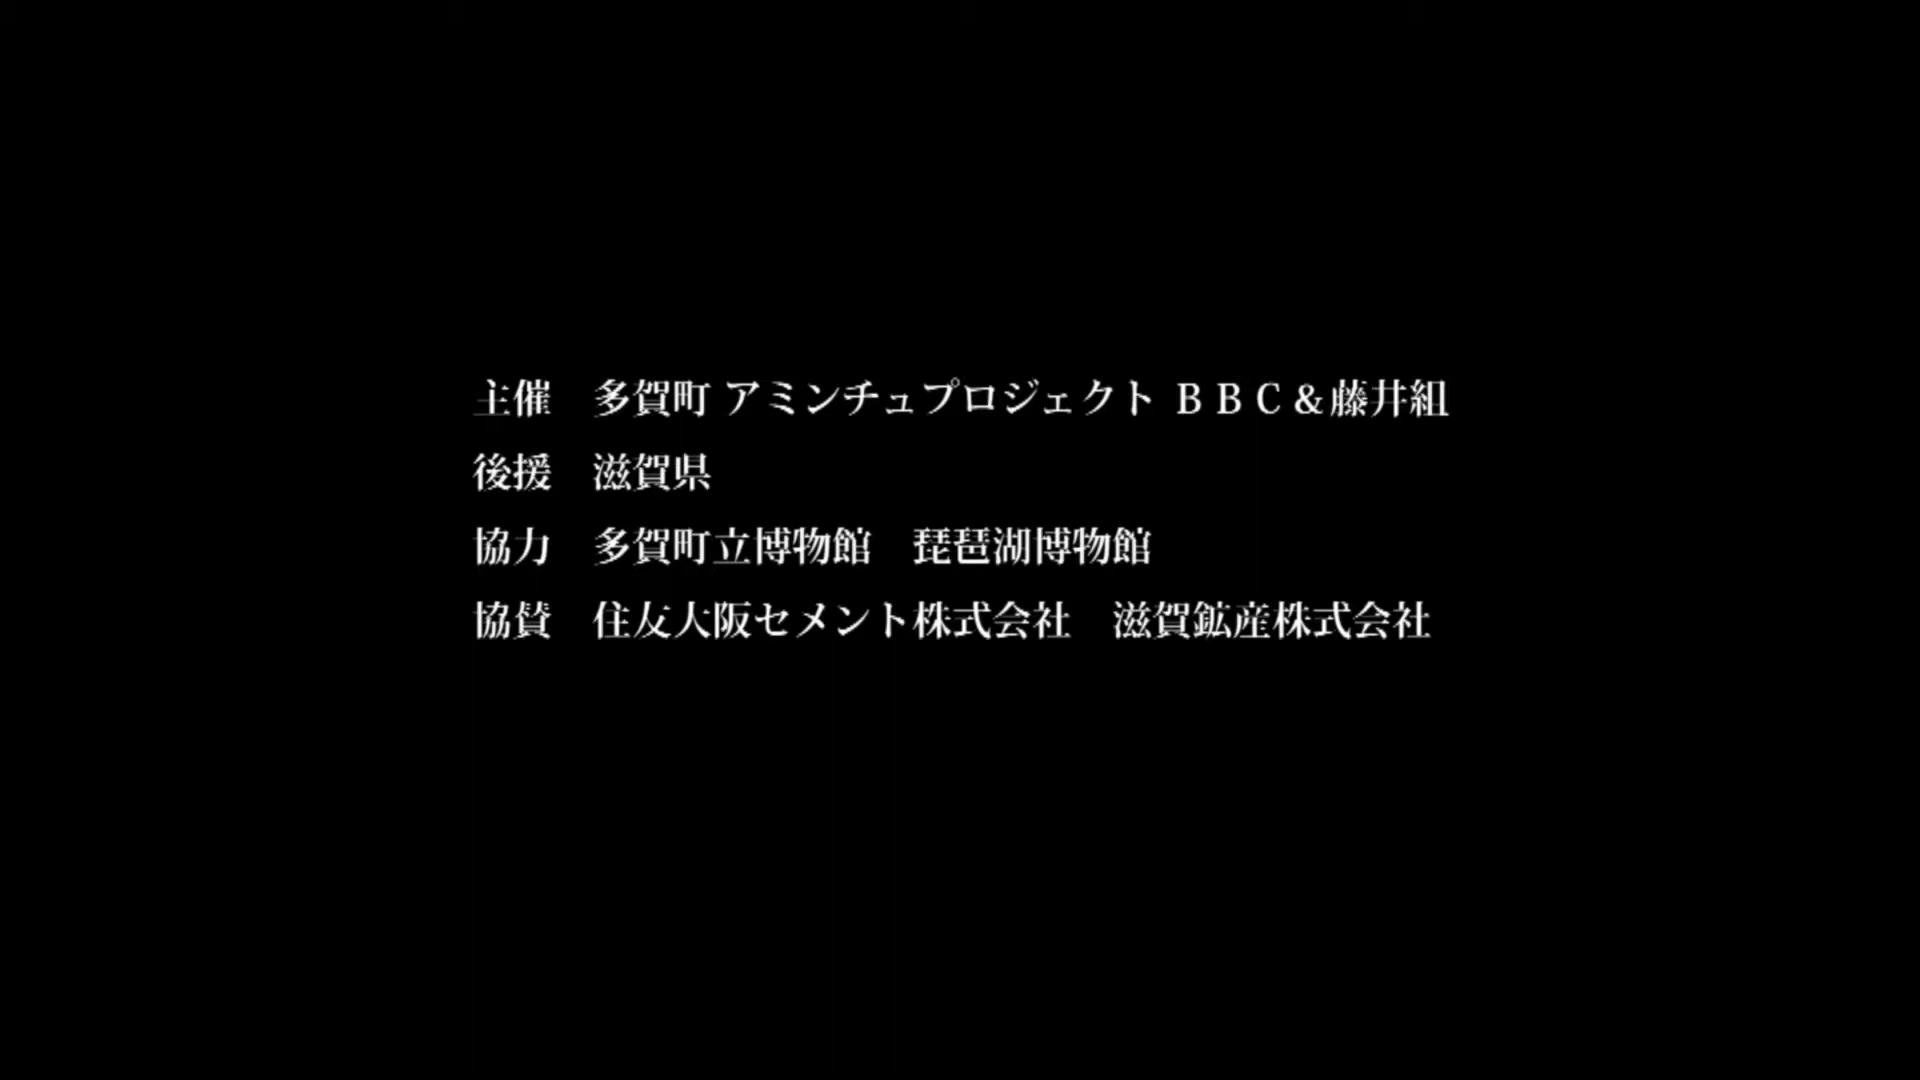 主催　多賀町 アミンチュプロジェクト ＢＢＣ＆藤井組
後援　滋賀県
協力　多賀町立博物館　琵琶湖博物館
協賛　住友大阪セメント株式会社　滋賀鉱産株式会社